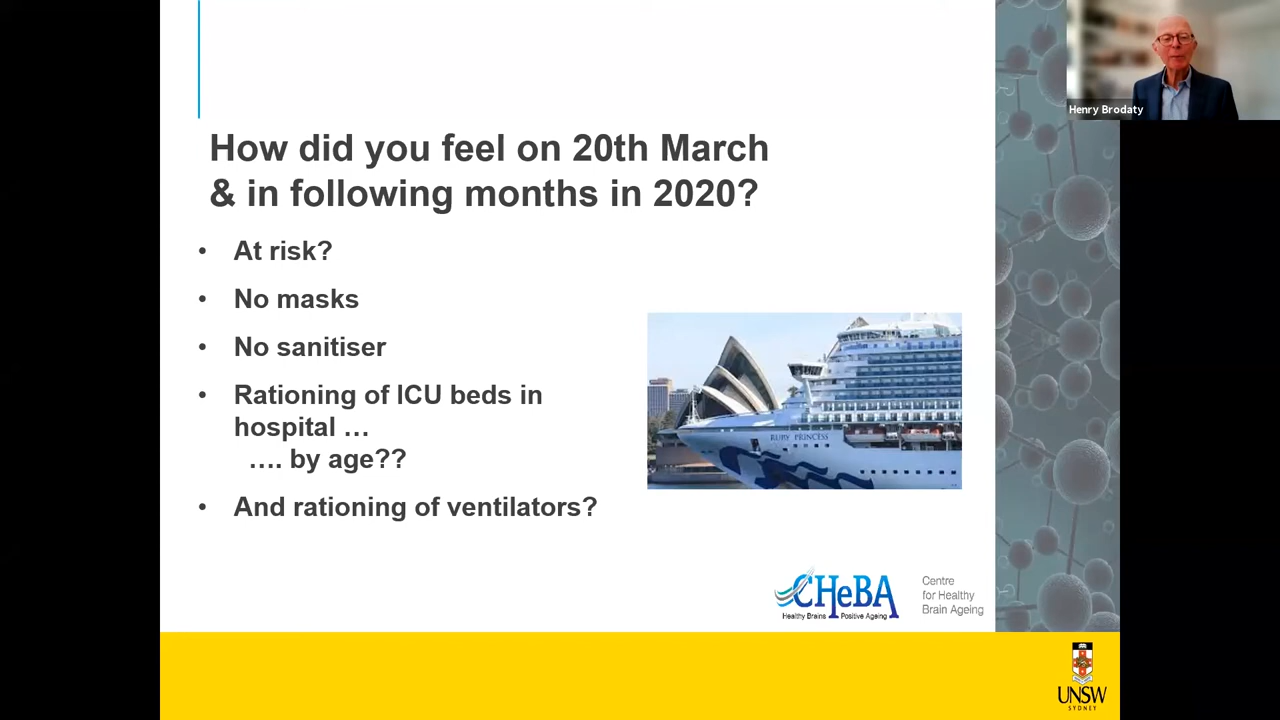 Henry Brodaty
How did you feel on 20th March
& in following months in 2020?
• At risk?
• No masks
• No sanitiser
• Rationing of ICU beds in
hospital …
…. by age??
• And rationing of ventilators?
RUBY PRINCESS
CHeBA
Healthy Brains Positive Ageing
Centre
for Healthy
Brain Ageing
UNSW
SYDNEY